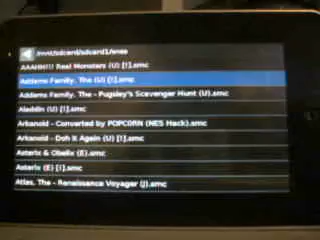 /mnt/sdcard/sdcard1/snes
AAAHH!!! Real Monsters (U) [!].smc
Addams Family, The (U) [!].smc
Addams Family, The - Pugsley's Scavenger Hunt (U).smc
Aladdin (U) [!].smc
Arkanoid - Converted by POPCORN (NES Hack).smc
Arkanoid - Doh It Again (U) [!].smc
Asterix & Obelix (E).smc
Asterix (E) [!].smc
Atlas, The - Renaissance Voyager (J).smc